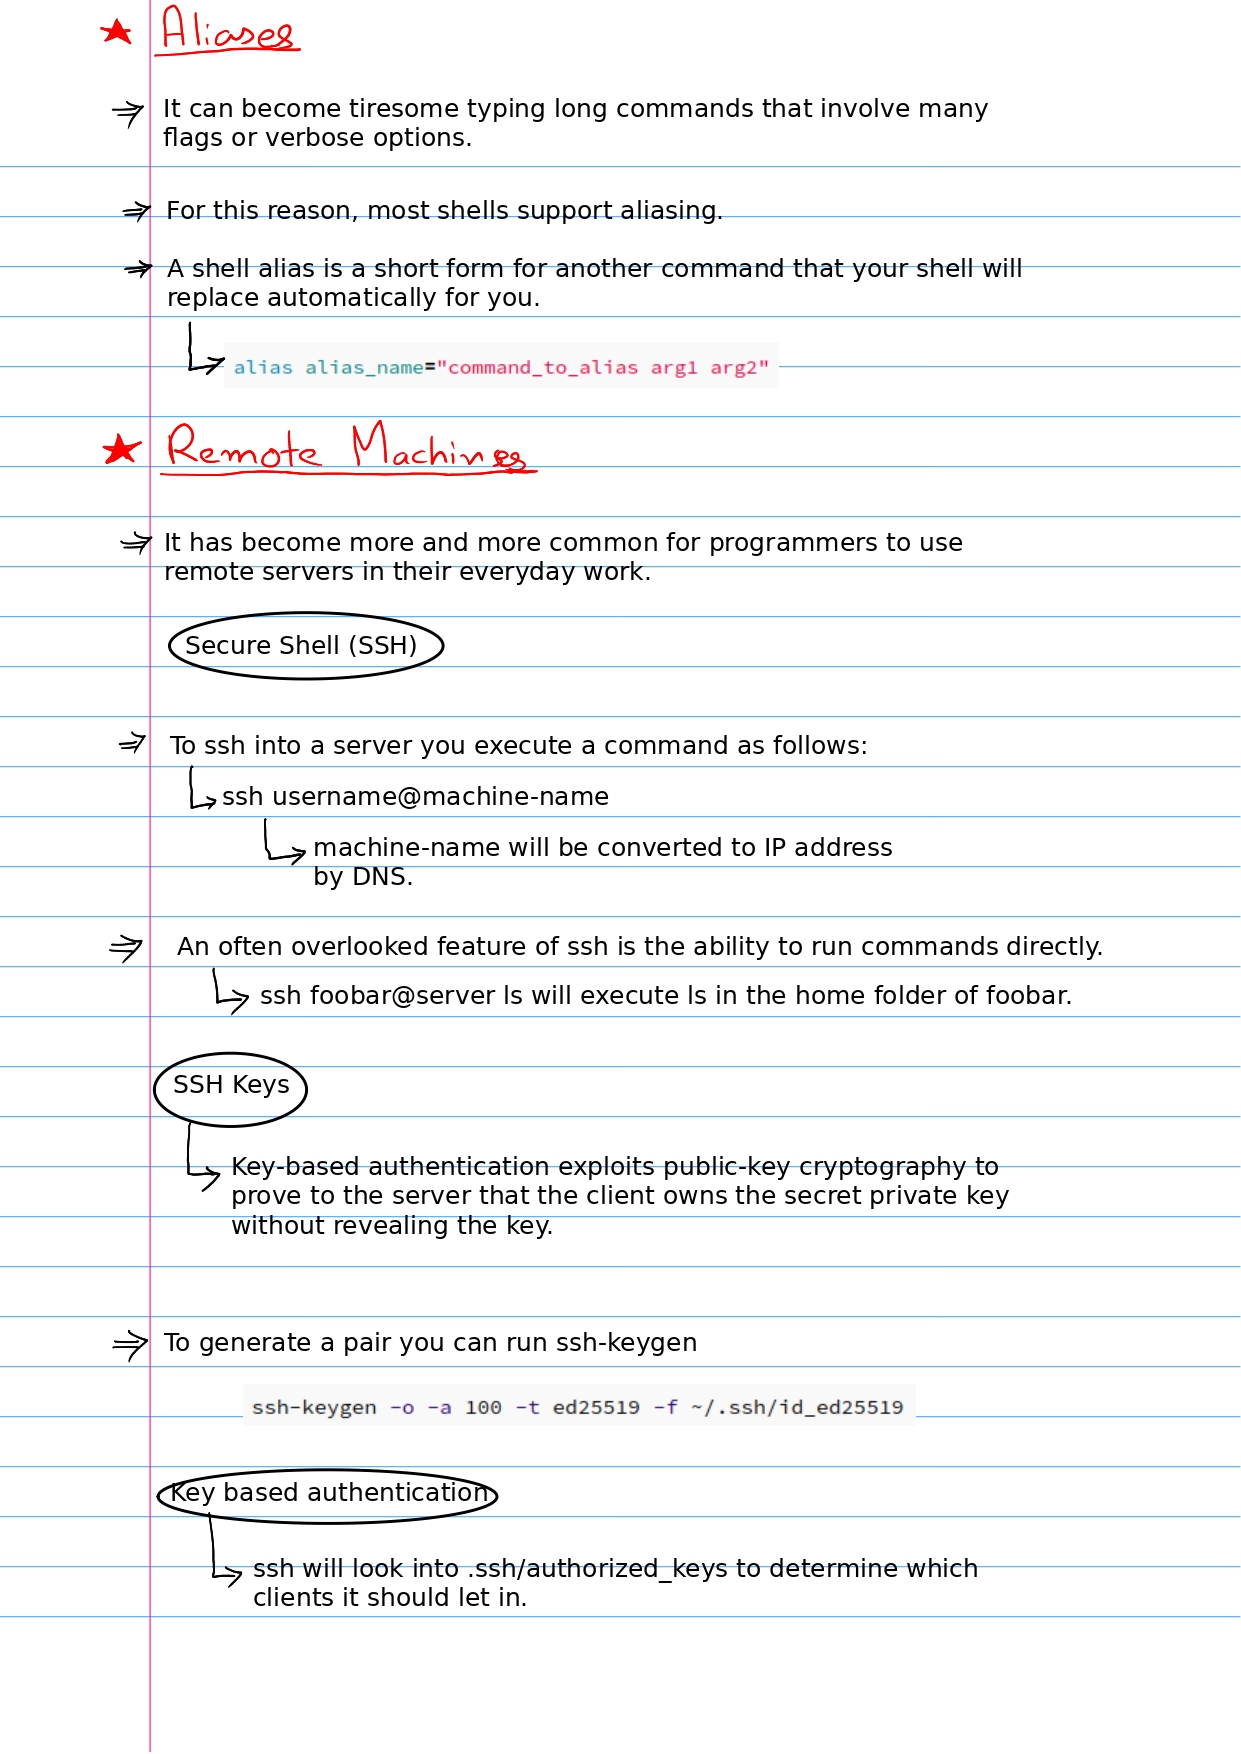 Aliases
It can become tiresome typing long commands that involve many
flags or verbose options.
For this reason, most shells support aliasing.
A shell alias is a short form for another command that your shell will
replace automatically for you.
alias alias_name="command_to_alias arg1 arg2"
Remote Machines
It has become more and more common for programmers to use
remote servers in their everyday work.
Secure Shell (SSH)
To ssh into a server you execute a command as follows:
ssh username@machine-name
machine-name will be converted to IP address
by DNS.
An often overlooked feature of ssh is the ability to run commands directly.
ssh foobar@server ls will execute ls in the home folder of foobar.
SSH Keys
Key-based authentication exploits public-key cryptography to
prove to the server that the client owns the secret private key
without revealing the key.
To generate a pair you can run ssh-keygen
ssh-keygen -o -a 100 -t ed25519 -f ~/.ssh/id_ed25519
Key based authentication
ssh will look into .ssh/authorized_keys to determine which
clients it should let in.